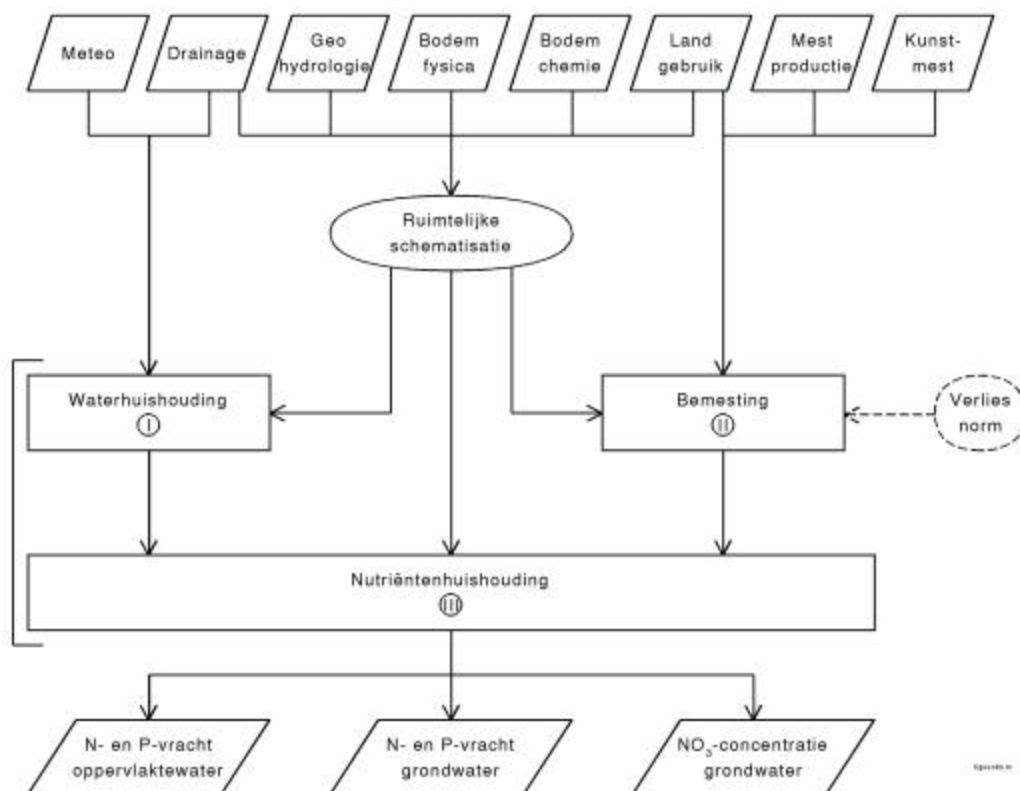 Meteo
Drainage
Geo
hydrologie
Bodem
fysica
Bodem
chemie
Land
gebruik
Mest
productie
Kunst-
mest
Ruimtelijke
schematisatie
Waterhuishouding
I
Bemesting
II
Verlies
norm
Nutriëntenhuishouding
III
N- en P-vracht
oppervlaktewater
N- en P-vracht
grondwater
NO₃-concentratie
grondwater